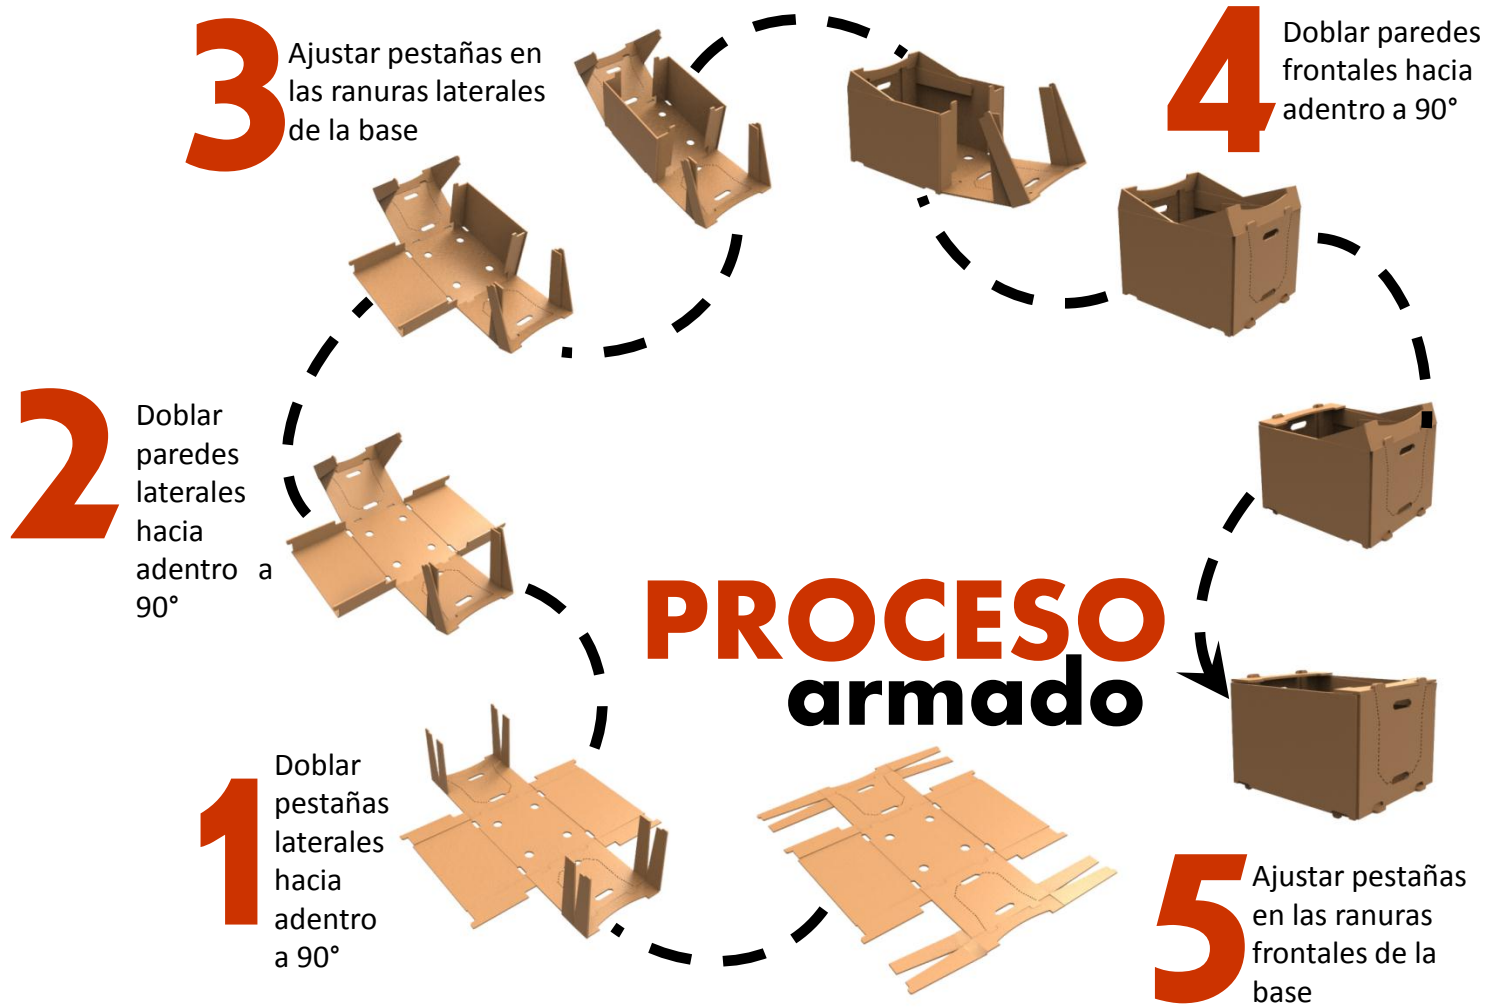 3
Ajustar pestañas en
las ranuras laterales
de la base
4
Doblar paredes
frontales hacia
adentro a 90°
2
Doblar
paredes
laterales
hacia
adentro a
90°
PROCESO
armado
1
Doblar
pestañas
laterales
hacia
adentro
a 90°
5
Ajustar pestañas
en las ranuras
frontales de la
base